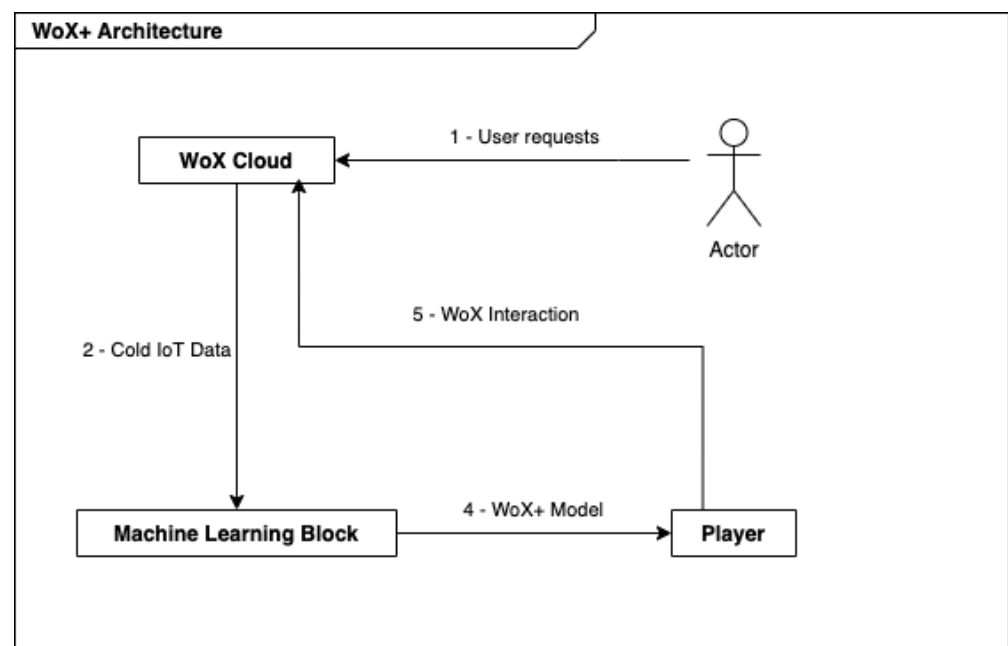 WoX+ Architecture
1 - User requests
WoX Cloud
Actor
5 - WoX Interaction
2 - Cold IoT Data
4 - WoX+ Model
Machine Learning Block
Player